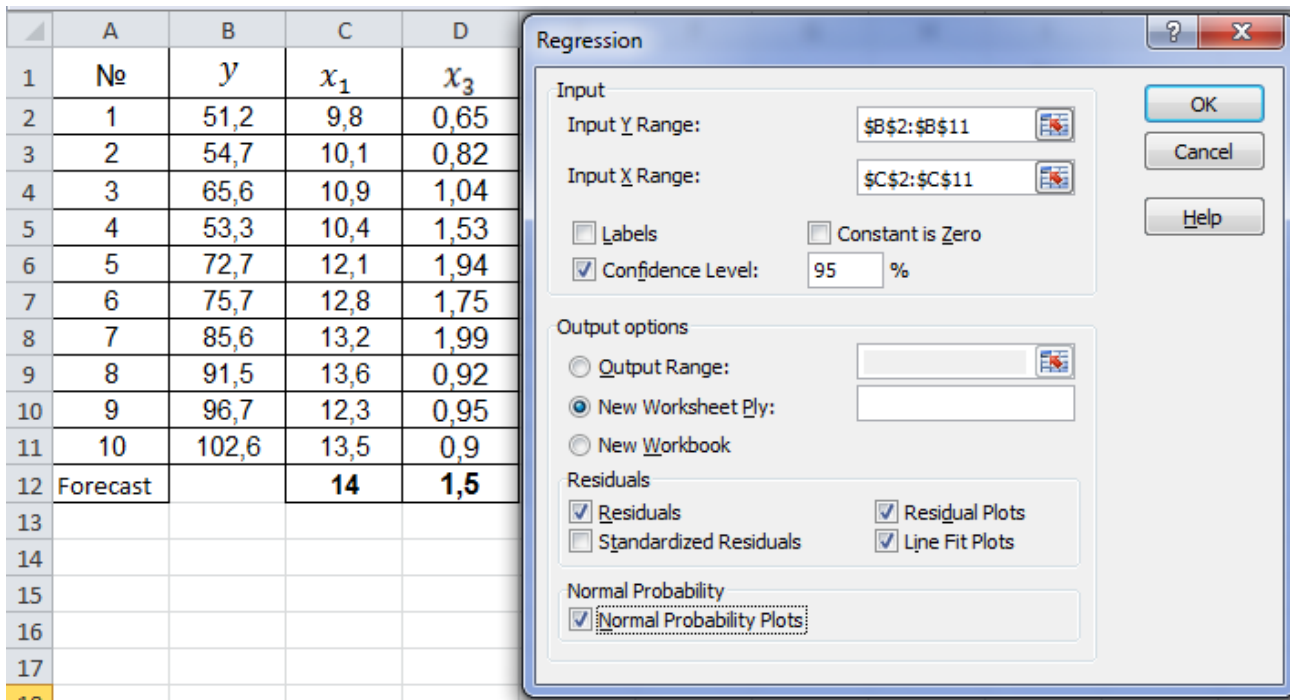 A B C D
1 № y x₁ x₃
2 1 51,2 9,8 0,65
3 2 54,7 10,1 0,82
4 3 65,6 10,9 1,04
5 4 53,3 10,4 1,53
6 5 72,7 12,1 1,94
7 6 75,7 12,8 1,75
8 7 85,6 13,2 1,99
9 8 91,5 13,6 0,92
10 9 96,7 12,3 0,95
11 10 102,6 13,5 0,9
12 Forecast 14 1,5
13
14
15
16
17
Regression
Input
Input Y Range: $B$2:$B$11
Input X Range: $C$2:$C$11
Labels Constant is Zero
Confidence Level: 95 %
Output options
Output Range:
New Worksheet Ply:
New Workbook
Residuals
Residuals Residual Plots
Standardized Residuals Line Fit Plots
Normal Probability
Normal Probability Plots
?
X
OK
Cancel
Help